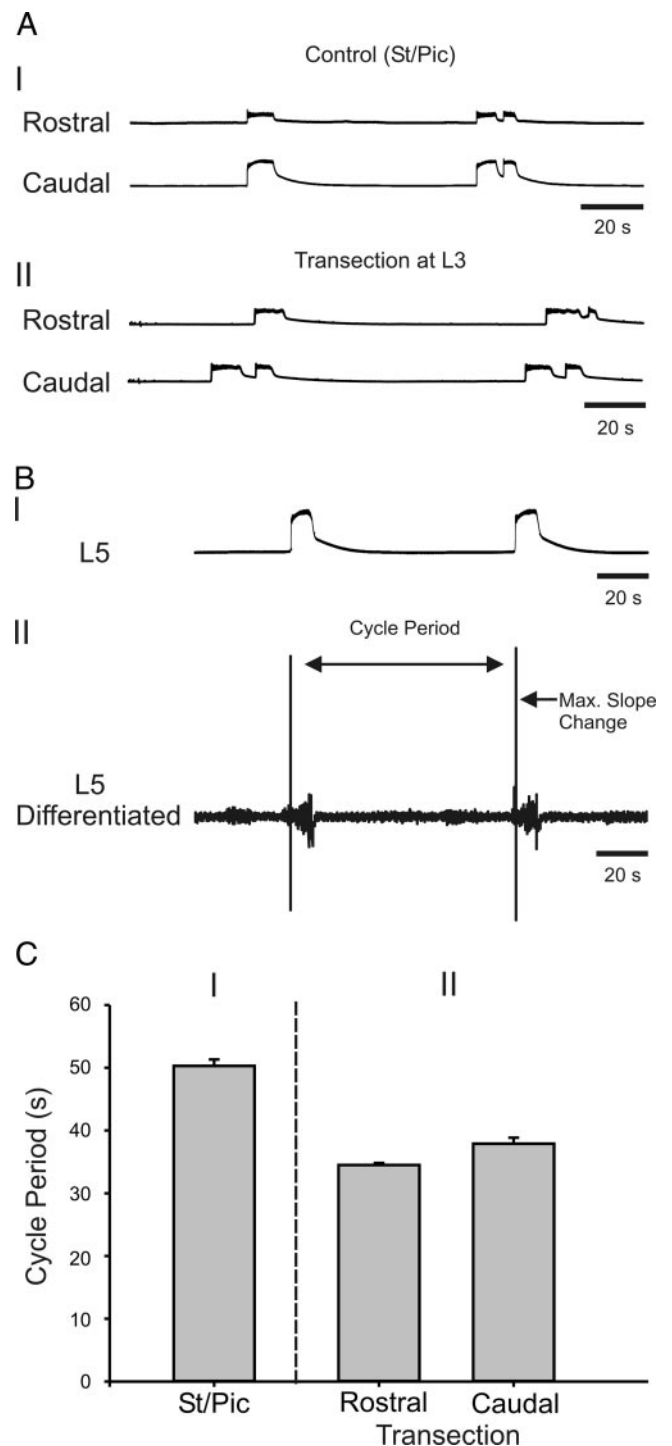 A
Control (St/Pic)
I
Rostral
Caudal
20 s
Transection at L3
II
Rostral
Caudal
20 s
B
I
L5
20 s
II
Cycle Period
Max. Slope
Change
L5
Differentiated
20 s
C
I II
60
50
40
30
20
10
0
Cycle Period (s)
St/Pic Rostral Caudal
Transection